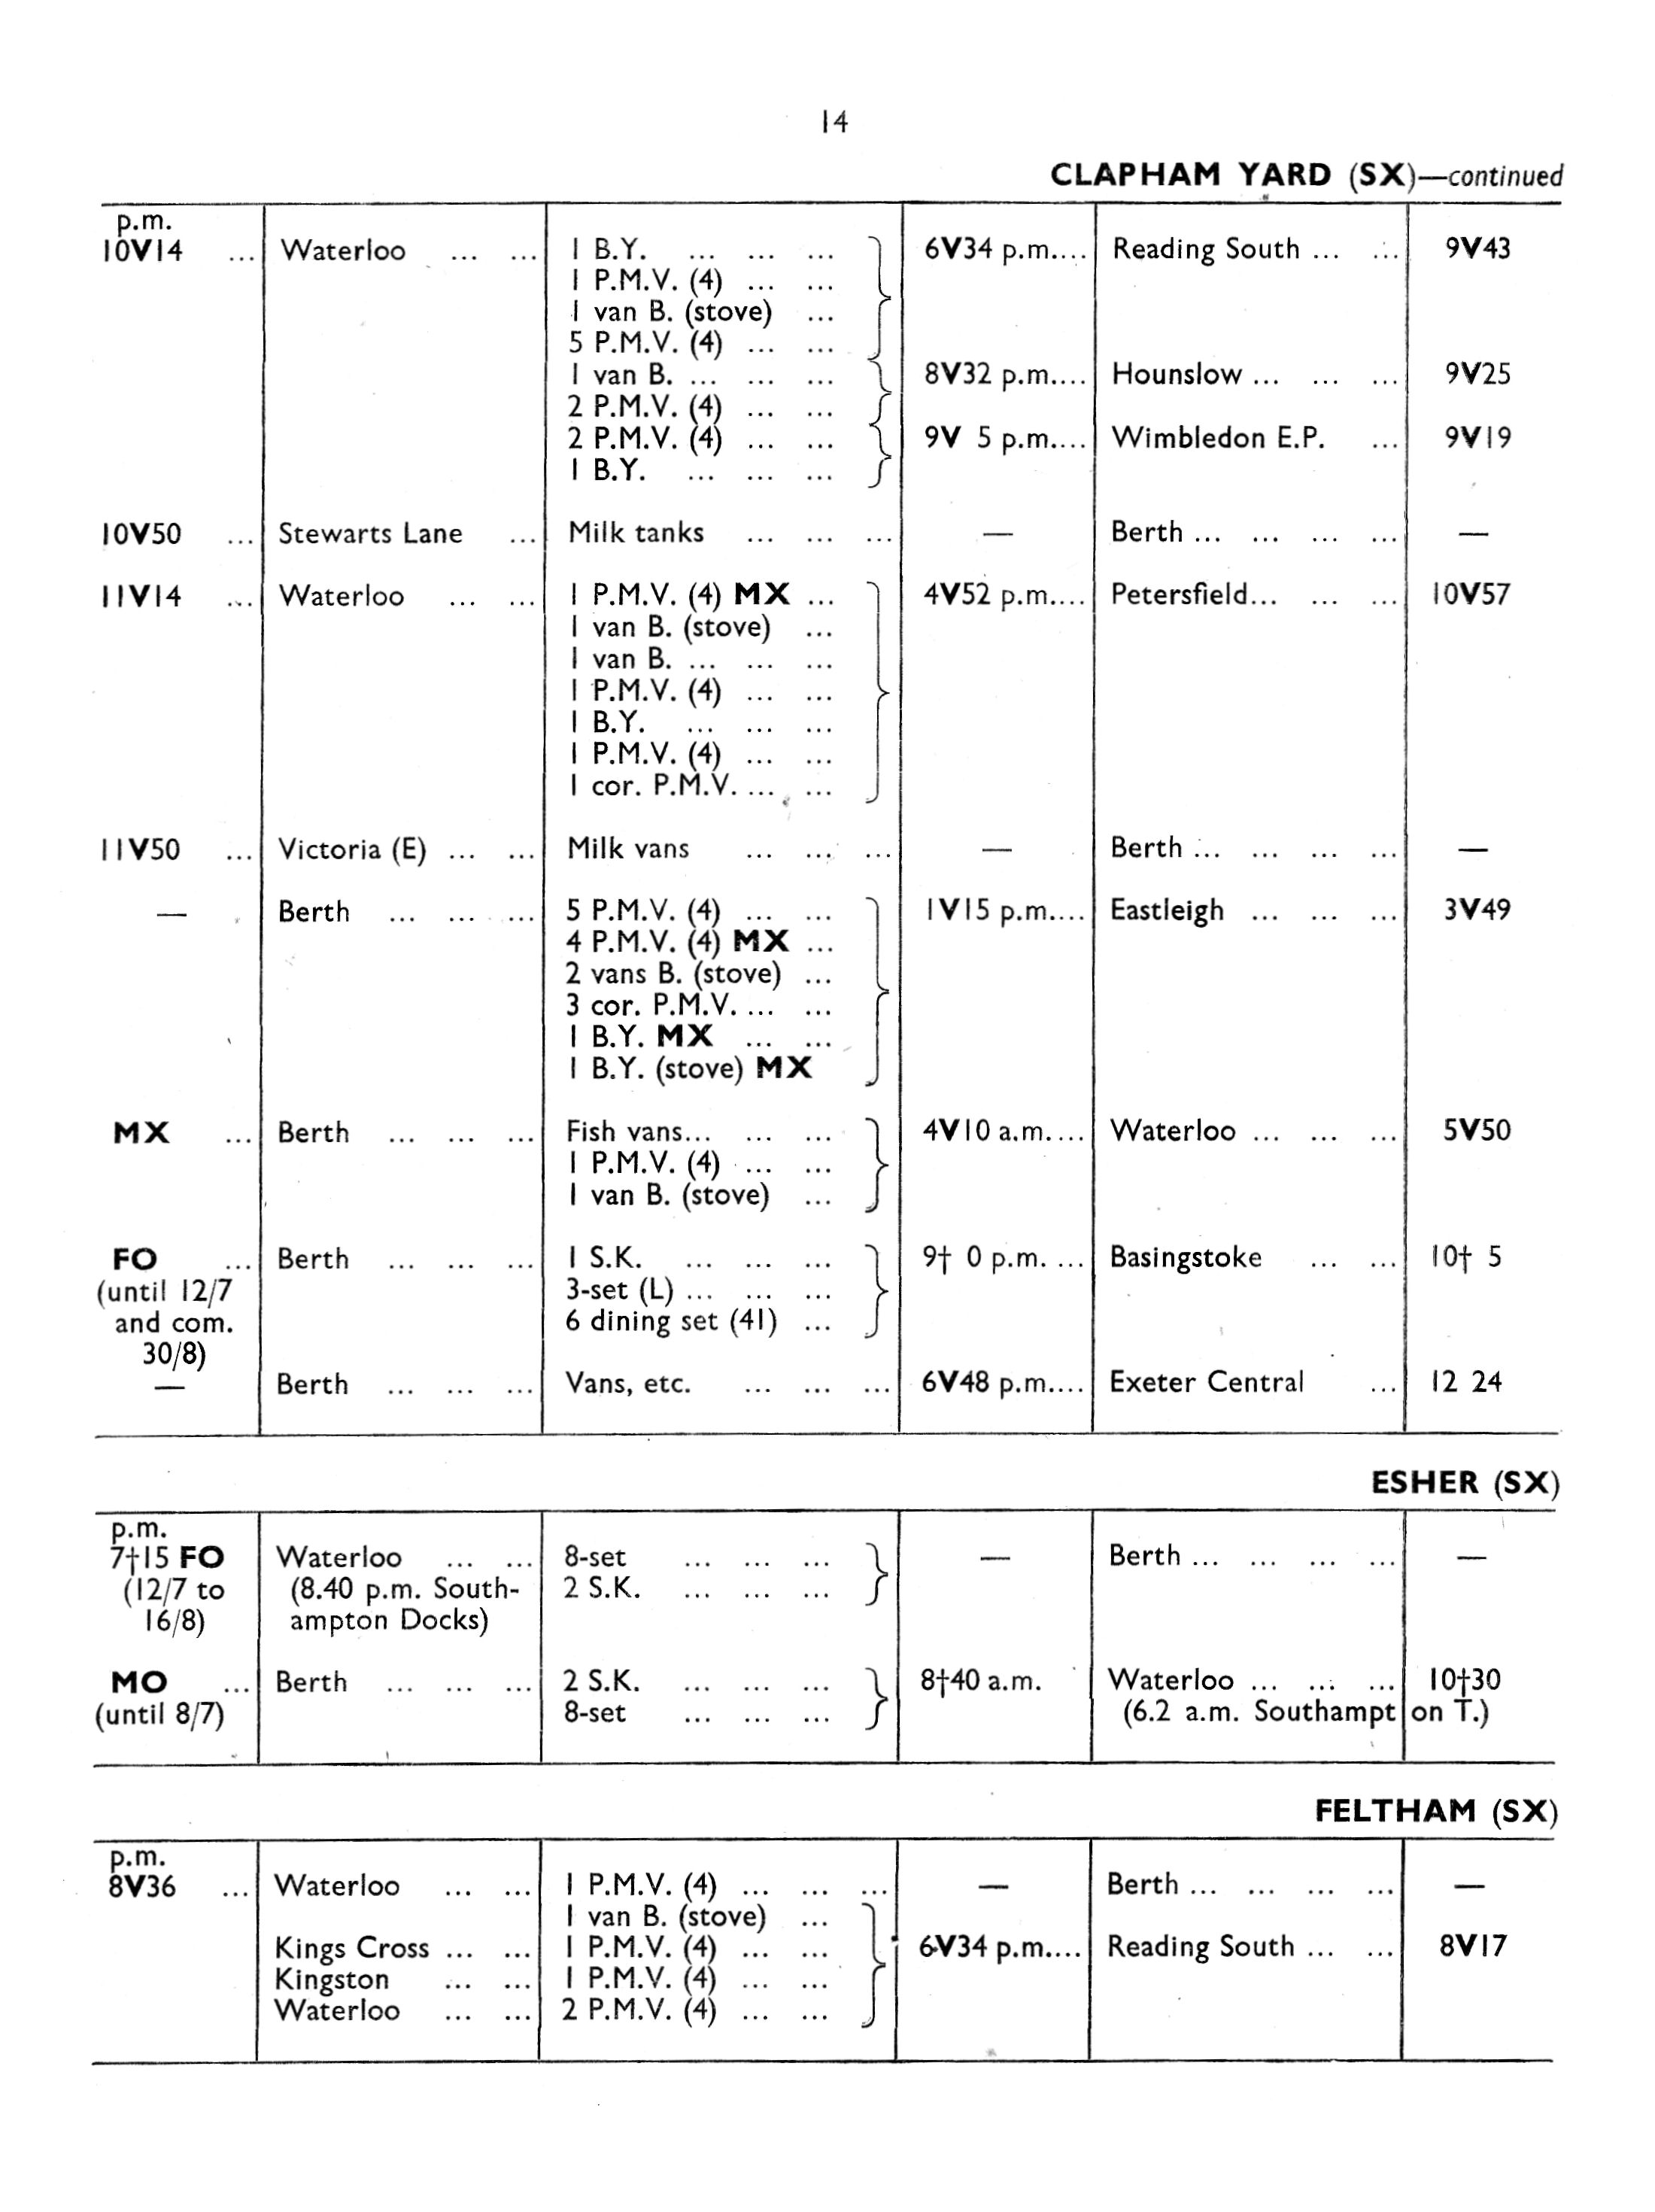 14
CLAPHAM YARD (SX)—continued
p.m.
10V14 ... Waterloo ... ... 1 B.Y. ... ... ... 6V34 p.m.... Reading South ... ... 9V43
1 P.M.V. (4) ... ...
1 van B. (stove) ...
5 P.M.V. (4) ... ...
1 van B. ... ... ... 8V32 p.m.... Hounslow ... ... ... 9V25
2 P.M.V. (4) ... ...
2 P.M.V. (4) ... ... 9V 5 p.m.... Wimbledon E.P. ... 9V19
1 B.Y. ... ... ...
10V50 ... Stewarts Lane ... Milk tanks ... ... ... — Berth ... ... ... ... —
11V14 ... Waterloo ... ... 1 P.M.V. (4) MX ... 4V52 p.m.... Petersfield... ... ... 10V57
1 van B. (stove) ...
1 van B. ... ... ...
1 P.M.V. (4) ... ...
1 B.Y. ... ... ...
1 P.M.V. (4) ... ...
1 cor. P.M.V. ... ...
11V50 ... Victoria (E) ... ... Milk vans ... ... ... — Berth ... ... ... ... —
— Berth ... ... ... 5 P.M.V. (4) ... ... 1V15 p.m.... Eastleigh ... ... ... 3V49
4 P.M.V. (4) MX ...
2 vans B. (stove) ...
3 cor. P.M.V. ... ...
1 B.Y. MX ... ...
1 B.Y. (stove) MX
MX ... Berth ... ... ... Fish vans... ... ... 4V10 a.m.... Waterloo ... ... ... 5V50
1 P.M.V. (4) ... ...
1 van B. (stove) ...
FO ... Berth ... ... ... 1 S.K. ... ... ... 9† 0 p.m. ... Basingstoke ... ... 10† 5
(until 12/7 3-set (L) ... ... ...
and com. 6 dining set (41) ...
30/8)
— Berth ... ... ... Vans, etc. ... ... ... 6V48 p.m.... Exeter Central ... 12 24
ESHER (SX)
p.m.
7†15 FO Waterloo ... ... 8-set ... ... ... — Berth ... ... ... ... —
(12/7 to (8.40 p.m. South- 2 S.K. ... ... ...
16/8) ampton Docks)
MO ... Berth ... ... ... 2 S.K. ... ... ... 8†40 a.m. Waterloo ... ... ... 10†30
(until 8/7) 8-set ... ... ... (6.2 a.m. Southampton T.)
FELTHAM (SX)
p.m.
8V36 ... Waterloo ... ... 1 P.M.V. (4) ... ... ... — Berth ... ... ... ... —
1 van B. (stove) ...
Kings Cross ... ... 1 P.M.V. (4) ... ... 6V34 p.m.... Reading South ... ... 8V17
Kingston ... ... 1 P.M.V. (4) ... ...
Waterloo ... ... 2 P.M.V. (4) ... ...